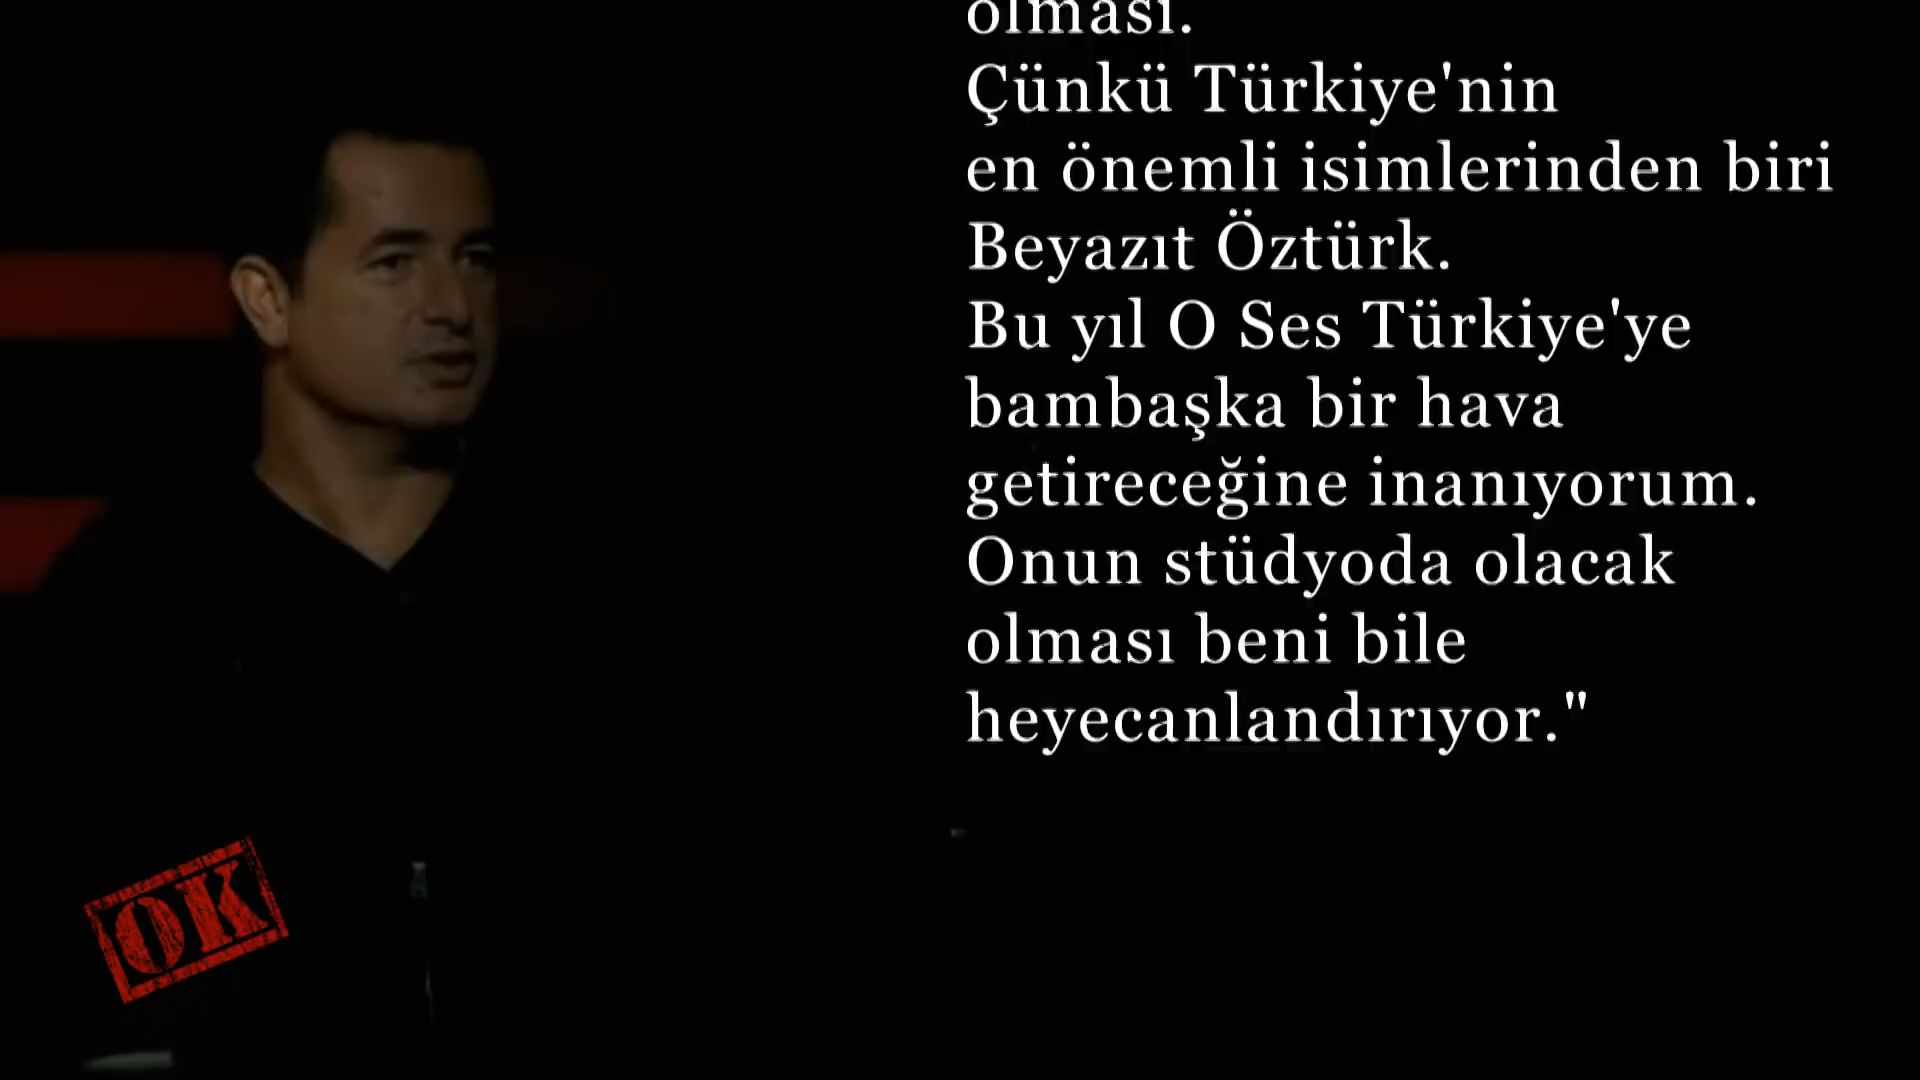 olması.
Çünkü Türkiye'nin
en önemli isimlerinden biri
Beyazıt Öztürk.
Bu yıl O Ses Türkiye'ye
bambaşka bir hava
getireceğine inanıyorum.
Onun stüdyoda olacak
olması beni bile
heyecanlandırıyor."
OK